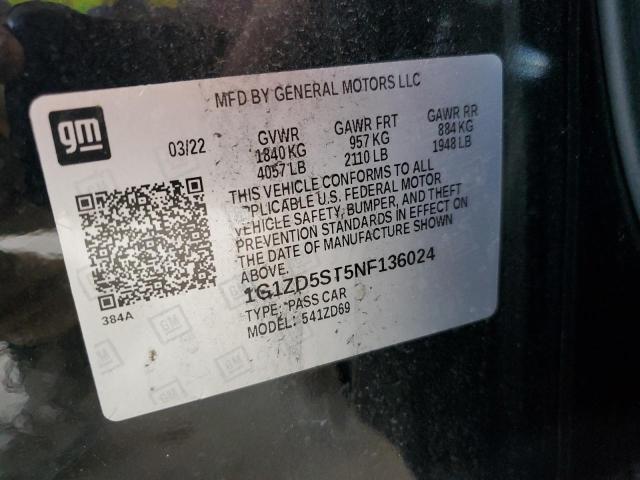 MFD BY GENERAL MOTORS LLC
gm
03/22
GVWR GAWR FRT GAWR RR
1840 KG 957 KG 884 KG
4057 LB 2110 LB 1948 LB
THIS VEHICLE CONFORMS TO ALL
APPLICABLE U.S. FEDERAL MOTOR
VEHICLE SAFETY, BUMPER, AND THEFT
PREVENTION STANDARDS IN EFFECT ON
THE DATE OF MANUFACTURE SHOWN
ABOVE.
1G1ZD5ST5NF136024
TYPE: PASS CAR
MODEL: 541ZD69
384A